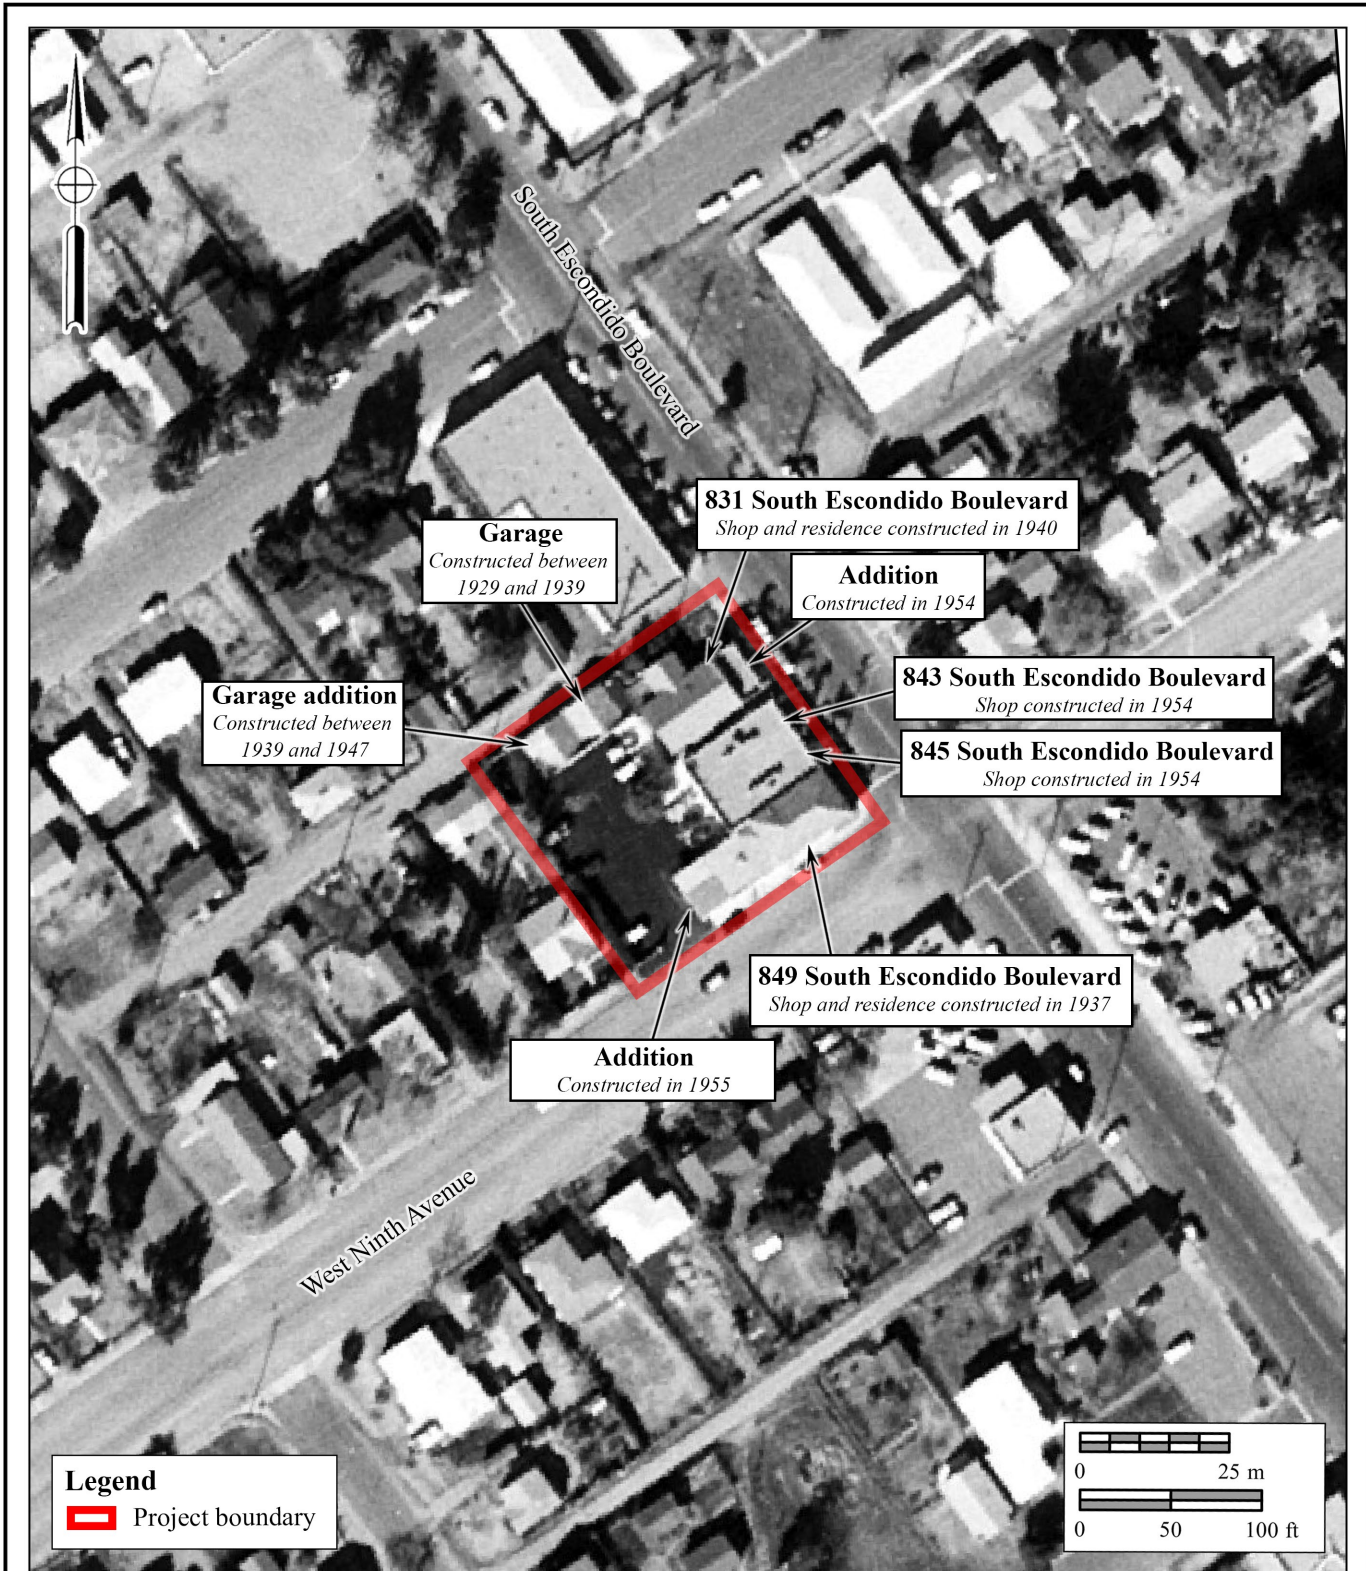 South Escondido Boulevard
831 South Escondido Boulevard
Shop and residence constructed in 1940
Garage
Constructed between
1929 and 1939
Addition
Constructed in 1954
843 South Escondido Boulevard
Shop constructed in 1954
Garage addition
Constructed between
1939 and 1947
845 South Escondido Boulevard
Shop constructed in 1954
849 South Escondido Boulevard
Shop and residence constructed in 1937
Addition
Constructed in 1955
West Ninth Avenue
Legend
Project boundary
0 25 m
0 50 100 ft